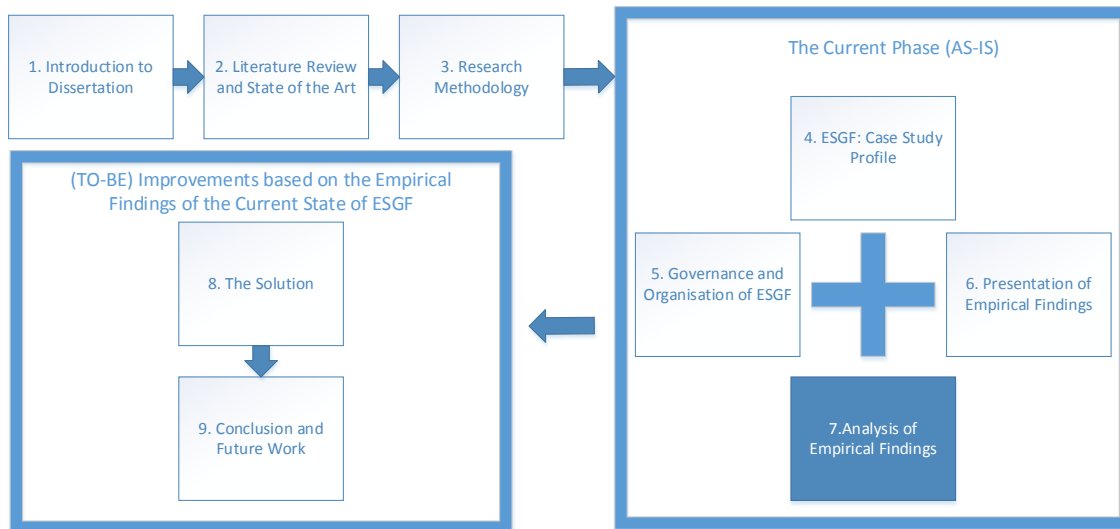 1. Introduction to
Dissertation
2. Literature Review
and State of the Art
3. Research
Methodology
The Current Phase (AS-IS)
4. ESGF: Case Study
Profile
5. Governance and
Organisation of ESGF
6. Presentation of
Empirical Findings
7.Analysis of
Empirical Findings
(TO-BE) Improvements based on the Empirical
Findings of the Current State of ESGF
8. The Solution
9. Conclusion and
Future Work